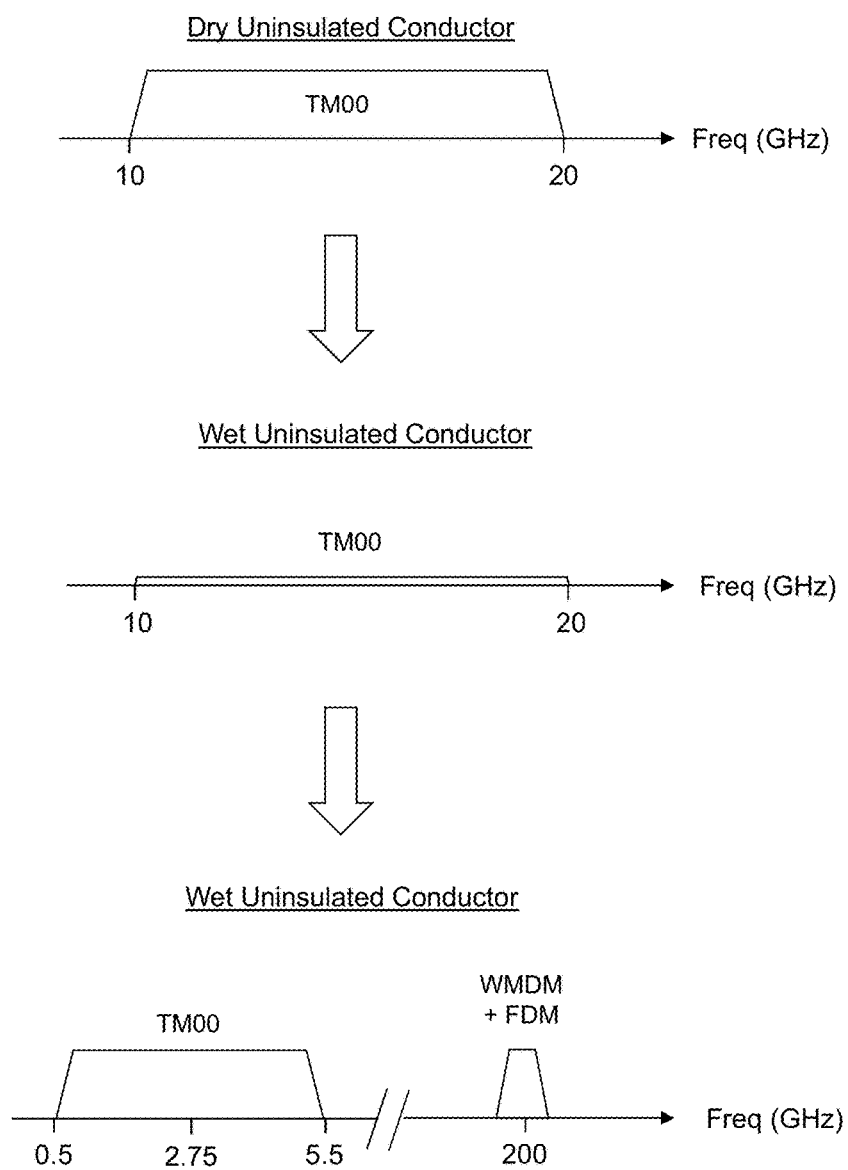 Dry Uninsulated Conductor
TM00
Freq (GHz)
10
20
Wet Uninsulated Conductor
TM00
Freq (GHz)
10
20
Wet Uninsulated Conductor
WMDM
+ FDM
TM00
Freq (GHz)
0.5
2.75
5.5
200